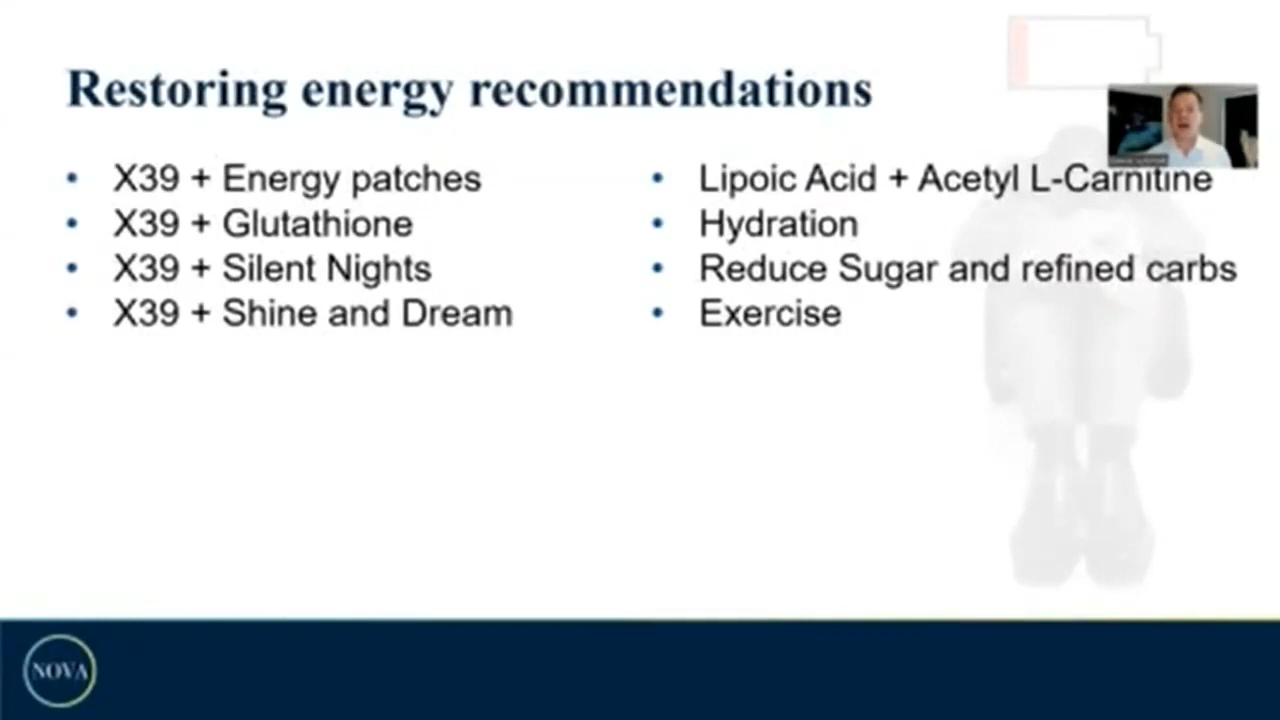 Restoring energy recommendations
• X39 + Energy patches
• X39 + Glutathione
• X39 + Silent Nights
• X39 + Shine and Dream
• Lipoic Acid + Acetyl L-Carnitine
• Hydration
• Reduce Sugar and refined carbs
• Exercise
NOVA